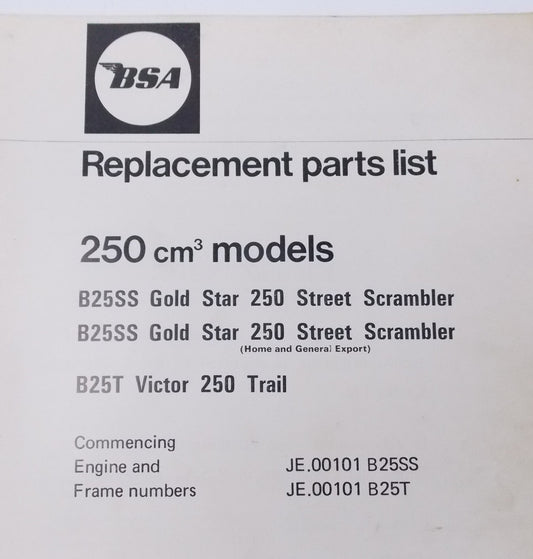 BSA
Replacement parts list
250 cm³ models
B25SS Gold Star 250 Street Scrambler
B25SS Gold Star 250 Street Scrambler
(Home and General Export)
B25T Victor 250 Trail
Commencing
Engine and JE.00101 B25SS
Frame numbers JE.00101 B25T